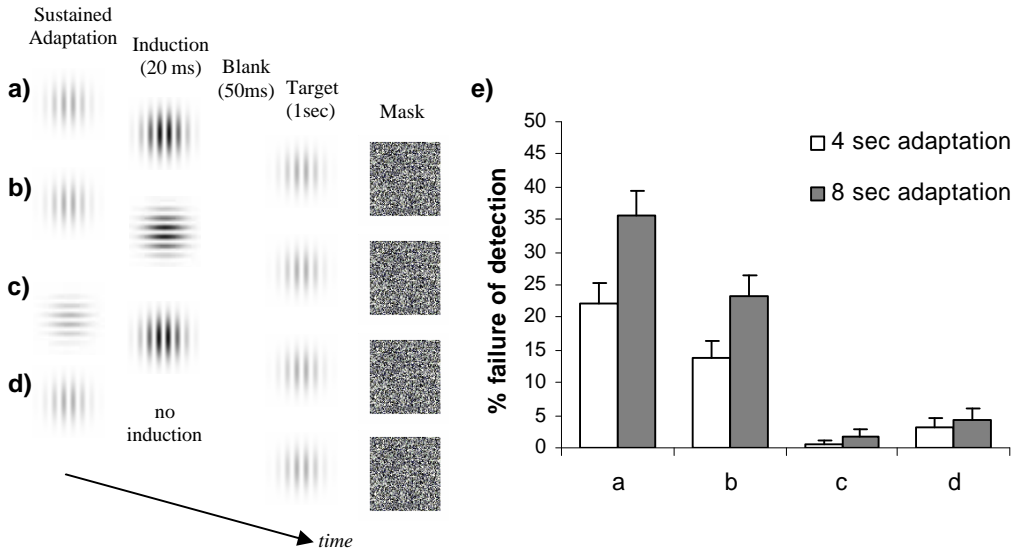 Sustained
Adaptation
Induction
(20 ms)
Blank
(50ms)
Target
(1sec)
Mask
a)
b)
c)
d)
no
induction
time
e)
% failure of detection
50
45
40
35
30
25
20
15
10
5
0
a b c d
4 sec adaptation
8 sec adaptation